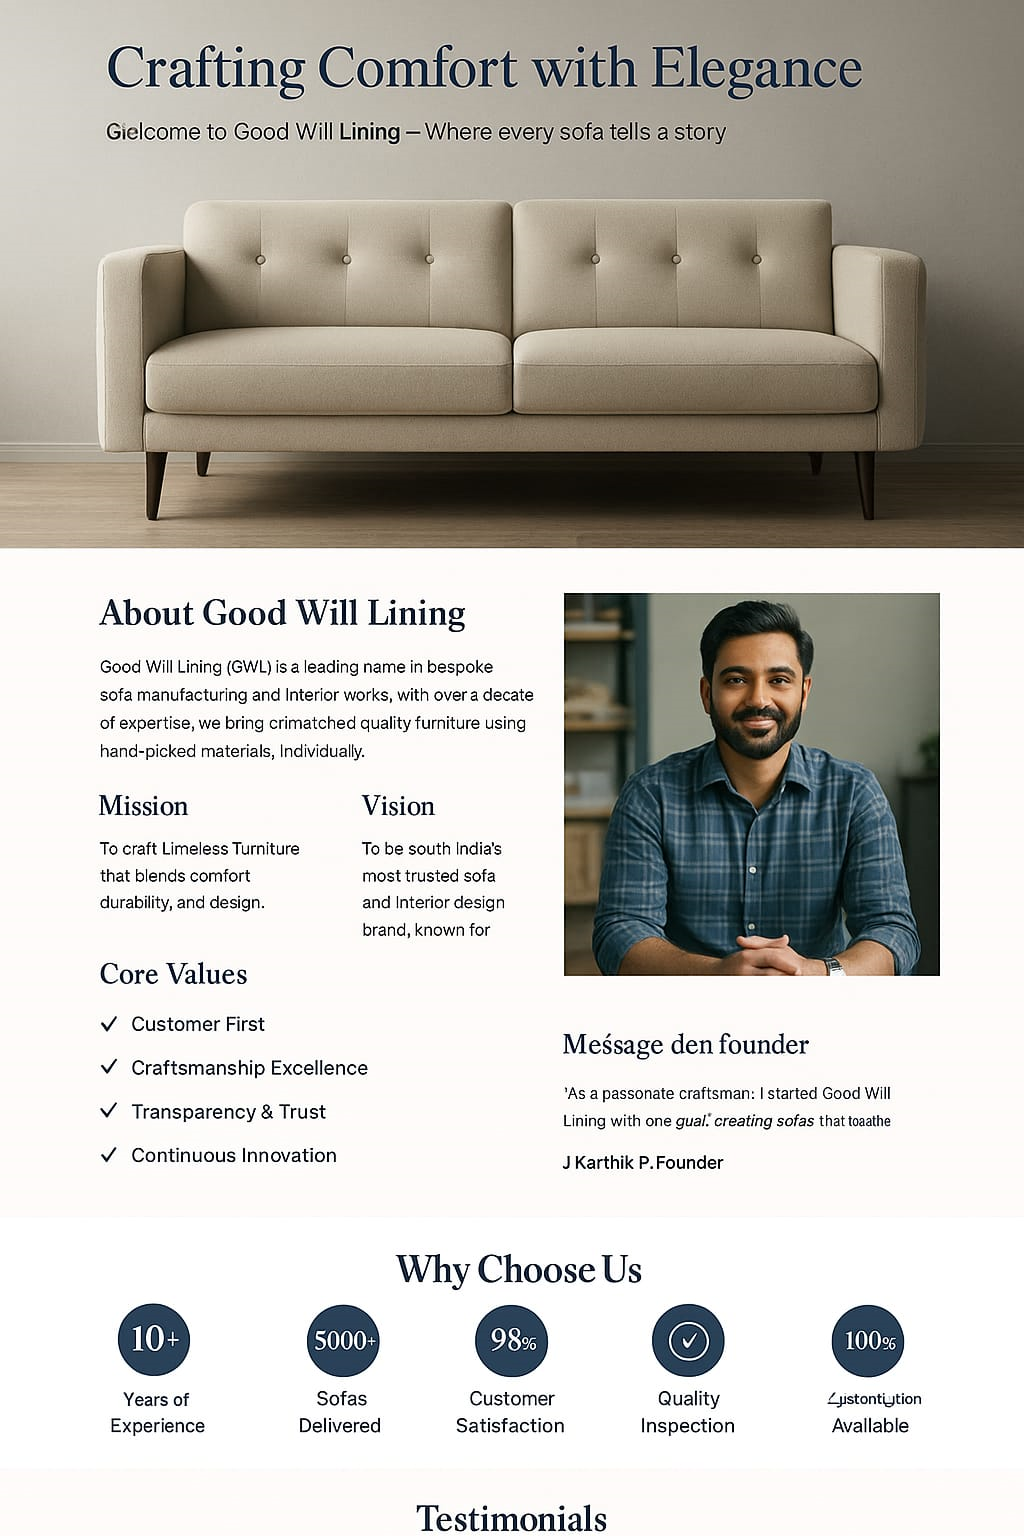 Crafting Comfort with Elegance
Gielcome to Good Will Lining – Where every sofa tells a story
About Good Will Lining
Good Will Lining (GWL) is a leading name in bespoke
sofa manufacturing and Interior works, with over a decate
of expertise, we bring crimatched quality furniture using
hand-picked materials, Individually.
Mission
To craft Limeless Turniture
that blends comfort
durability, and design.
Vision
To be south India's
most trusted sofa
and Interior design
brand, known for
Core Values
✓ Customer First
✓ Craftsmanship Excellence
✓ Transparency & Trust
✓ Continuous Innovation
Meśsage den founder
'As a passonate craftsman: I started Good Will
Lining with one gual.* creating sofas that toaathe
J Karthik P. Founder
Why Choose Us
10+
Years of
Experience
5000+
Sofas
Delivered
98%
Customer
Satisfaction
✓
Quality
Inspection
100%
Available
Testimonials